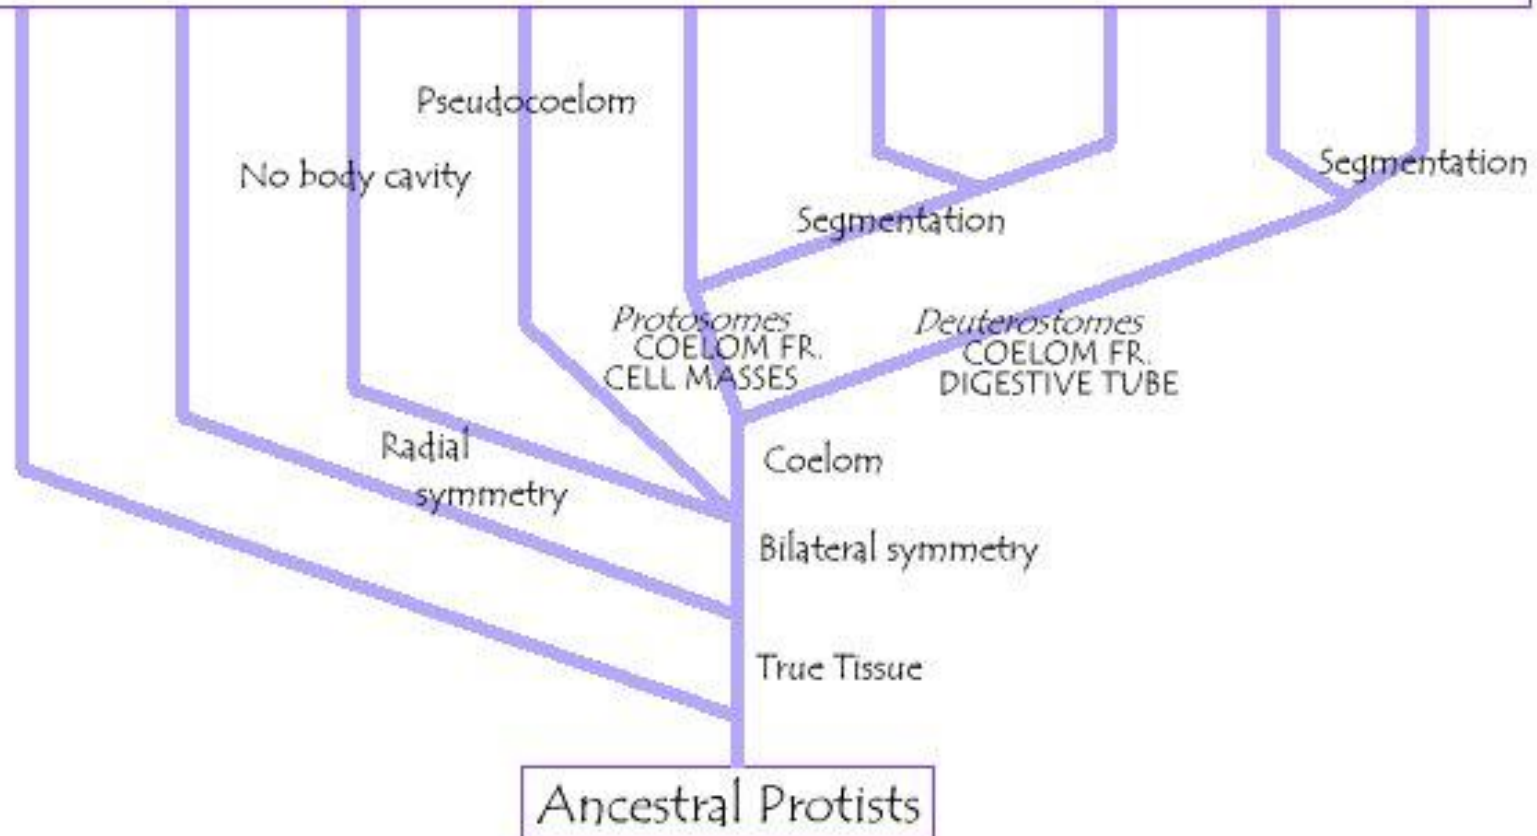 Pseudocoelom
No body cavity
Segmentation
Segmentation
Protosomes
COELOM FR.
CELL MASSES
Deuterostomes
COELOM FR.
DIGESTIVE TUBE
Radial
symmetry
Coelom
Bilateral symmetry
True Tissue
Ancestral Protists